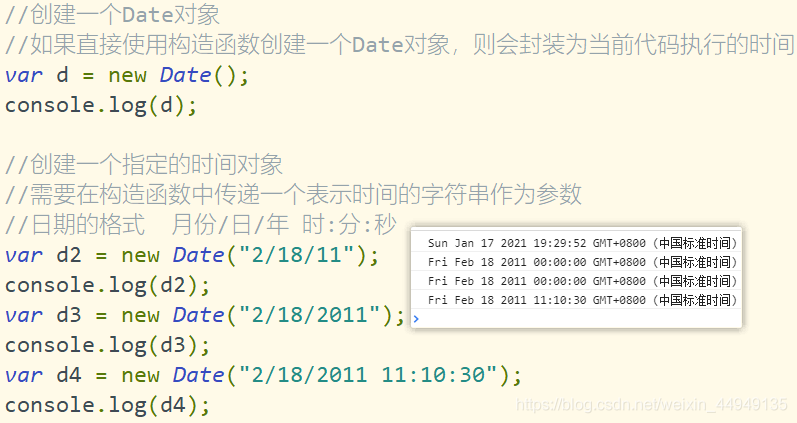 //创建一个Date对象
//如果直接使用构造函数创建一个Date对象，则会封装为当前代码执行的时间
var d = new Date();
console.log(d);
//创建一个指定的时间对象
//需要在构造函数中传递一个表示时间的字符串作为参数
//日期的格式  月份/日/年 时:分:秒
var d2 = new Date("2/18/11");
console.log(d2);
var d3 = new Date("2/18/2011");
console.log(d3);
var d4 = new Date("2/18/2011 11:10:30");
console.log(d4);
Sun Jan 17 2021 19:29:52 GMT+0800 (中国标准时间)
Fri Feb 18 2011 00:00:00 GMT+0800 (中国标准时间)
Fri Feb 18 2011 00:00:00 GMT+0800 (中国标准时间)
Fri Feb 18 2011 11:10:30 GMT+0800 (中国标准时间)
›
https://blog.csdn.net/weixin_44949135